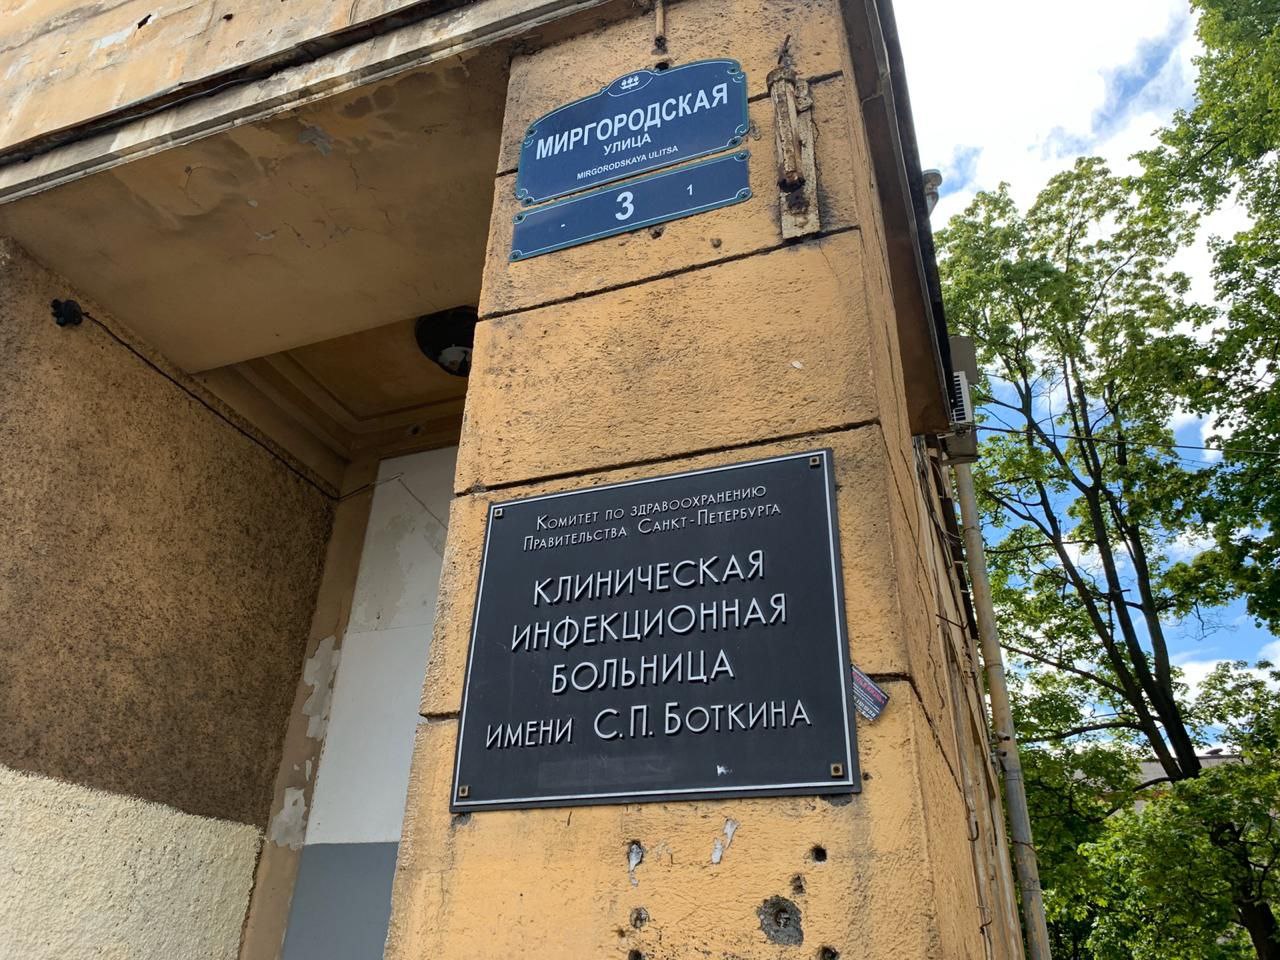 МИРГОРОДСКАЯ
УЛИЦА
MIRGORODSKAYA ULITSA
3 1
Комитет по здравоохранению
Правительства Санкт-Петербурга
КЛИНИЧЕСКАЯ
ИНФЕКЦИОННАЯ
БОЛЬНИЦА
ИМЕНИ С.П. БОТКИНА